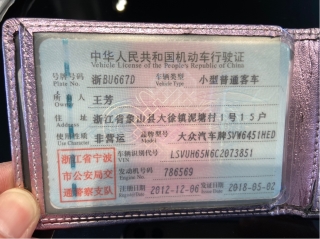 中华人民共和国机动车行驶证
Vehicle License of the People's Republic of China
号牌号码 浙BU667D 车辆类型 小型普通客车
Plate No. Vehicle Type
所有人 王芳
住址 浙江省象山县大徐镇泥塘村1号15户
使用性质 非营运 品牌型号 大众汽车牌SVW6451HED
Use Character Model
浙江省宁波 车辆识别代号 LSVUH65N6C2073851
VIN
市公安局交 发动机号码 786569
通警察支队 注册日期 2012-12-06 发证日期 2018-05-02
Register Date Issue Date